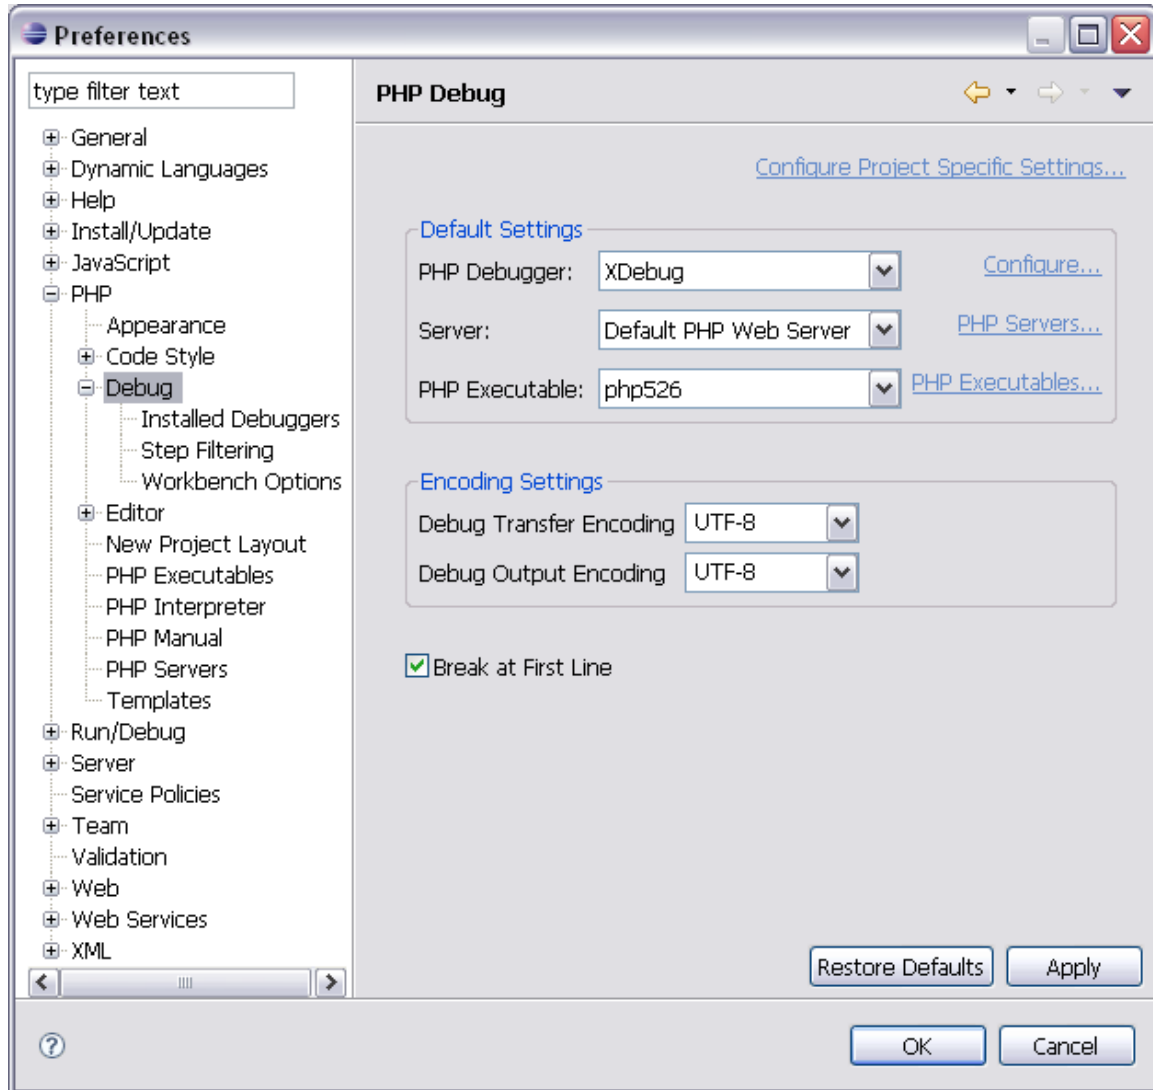 Preferences
type filter text
General
Dynamic Languages
Help
Install/Update
JavaScript
PHP
Appearance
Code Style
Debug
Installed Debuggers
Step Filtering
Workbench Options
Editor
New Project Layout
PHP Executables
PHP Interpreter
PHP Manual
PHP Servers
Templates
Run/Debug
Server
Service Policies
Team
Validation
Web
Web Services
XML
PHP Debug
Configure Project Specific Settings...
Default Settings
PHP Debugger: XDebug Configure...
Server: Default PHP Web Server PHP Servers...
PHP Executable: php526 PHP Executables...
Encoding Settings
Debug Transfer Encoding UTF-8
Debug Output Encoding UTF-8
Break at First Line
Restore Defaults Apply
OK Cancel